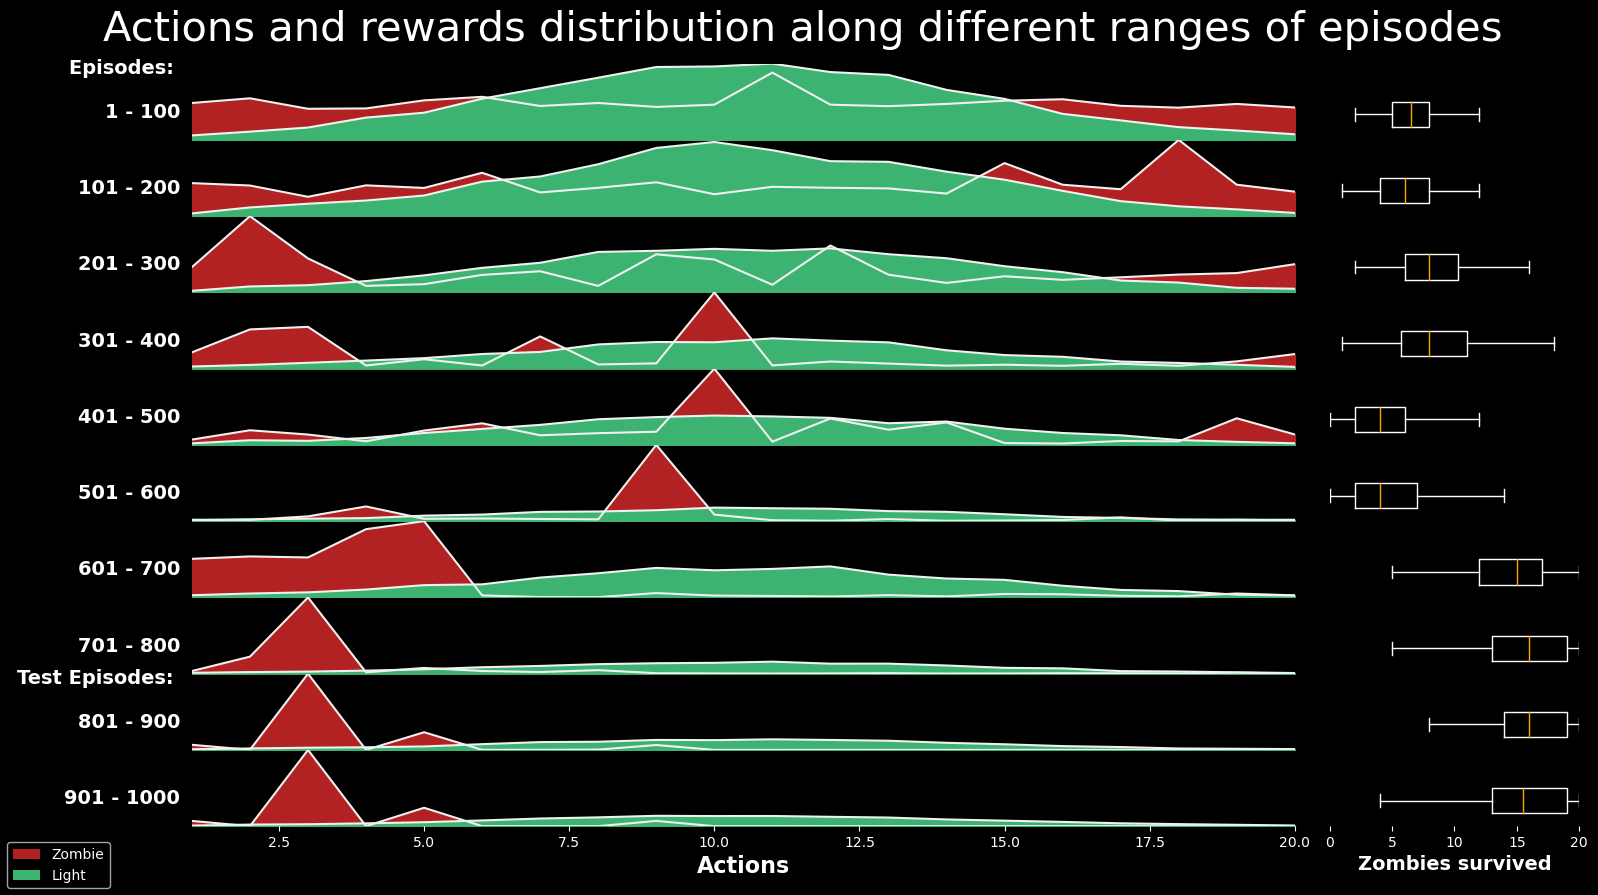 Actions and rewards distribution along different ranges of episodes
Episodes:
1 - 100
101 - 200
201 - 300
301 - 400
401 - 500
501 - 600
601 - 700
701 - 800
Test Episodes:
801 - 900
901 - 1000
2.5 5.0 7.5 10.0 12.5 15.0 17.5 20.0
Actions
0 5 10 15 20
Zombies survived
Zombie
Light